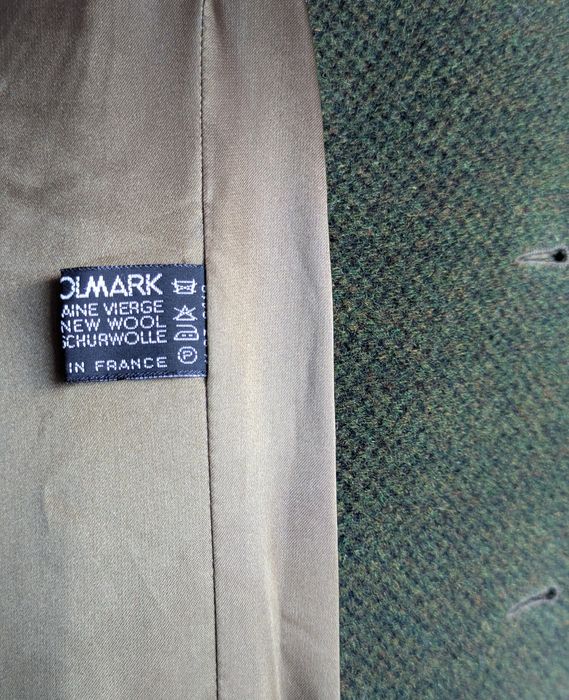 OLMARK
AINE VIERGE
NEW WOOL
SCHURWOLLE
IN FRANCE P